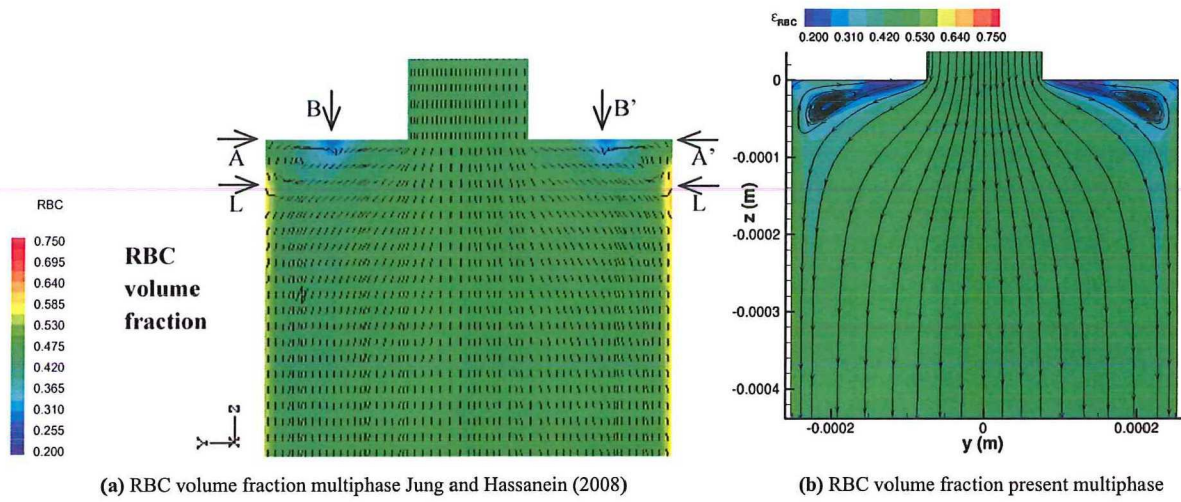 B
B'
A
A'
L
L
RBC
0.750
0.695
0.640
0.585
0.530
0.475
0.420
0.365
0.310
0.255
0.200
RBC
volume
fraction
z
Y
X
(a) RBC volume fraction multiphase Jung and Hassanein (2008)
εRBC
0.200 0.310 0.420 0.530 0.640 0.750
0
-0.0001
-0.0002
-0.0003
-0.0004
z (m)
-0.0002 0 0.0002
y (m)
(b) RBC volume fraction present multiphase